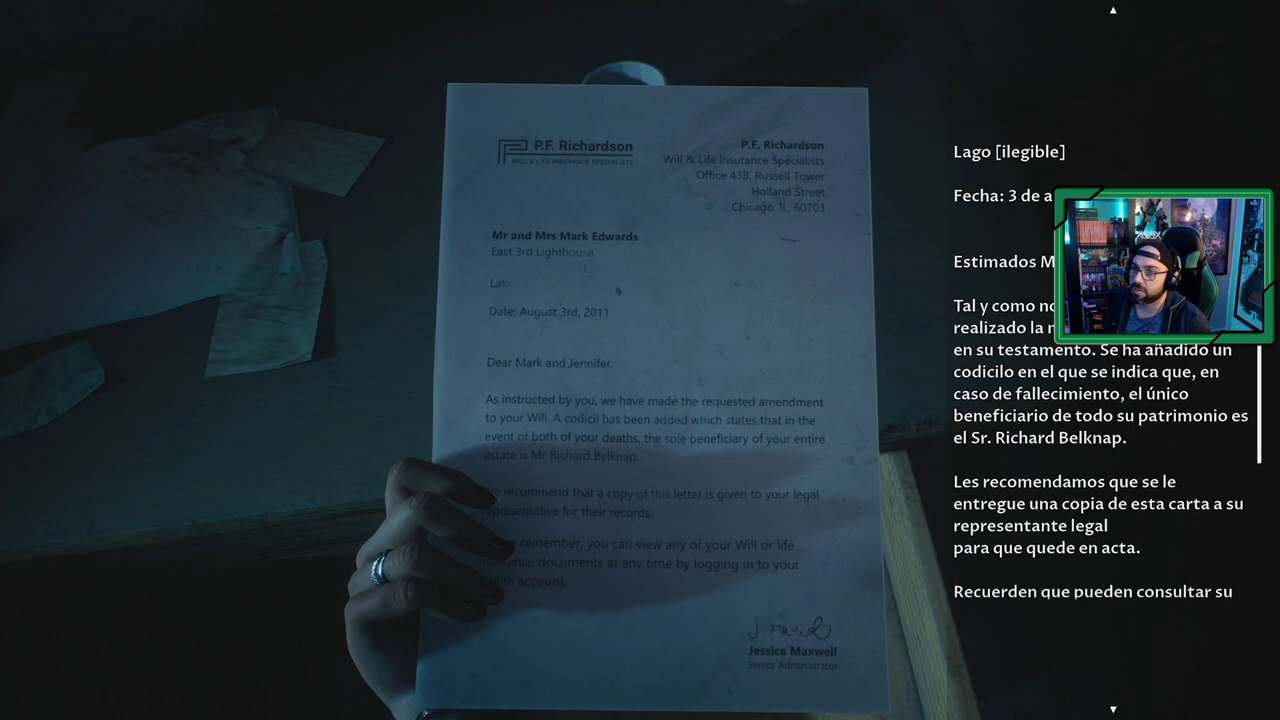 P.F. Richardson
WILL & LIFE INSURANCE SPECIALISTS
P.F. Richardson
Will & Life Insurance Specialists
Office 43B, Russell Tower
Holland Street
Chicago, IL, 60703
Mr and Mrs Mark Edwards
East 3rd Lighthouse
Lake
Date: August 3rd, 2011
Dear Mark and Jennifer,
As instructed by you, we have made the requested amendment
to your Will. A codicil has been added which states that in the
event of both of your deaths, the sole beneficiary of your entire
estate is Mr Richard Belknap.
recommend that a copy of this letter is given to your legal
representative for their records.
remember, you can view any of your Will or life
insurance documents at any time by logging in to your
online account.
J Maxwell
Jessica Maxwell
Senior Administrator
Lago [ilegible]
Fecha: 3 de a
Estimados M
Tal y como no
realizado la
en su testamento. Se ha añadido un
codicilo en el que se indica que, en
caso de fallecimiento, el único
beneficiario de todo su patrimonio es
el Sr. Richard Belknap.
Les recomendamos que se le
entregue una copia de esta carta a su
representante legal
para que quede en acta.
Recuerden que pueden consultar su